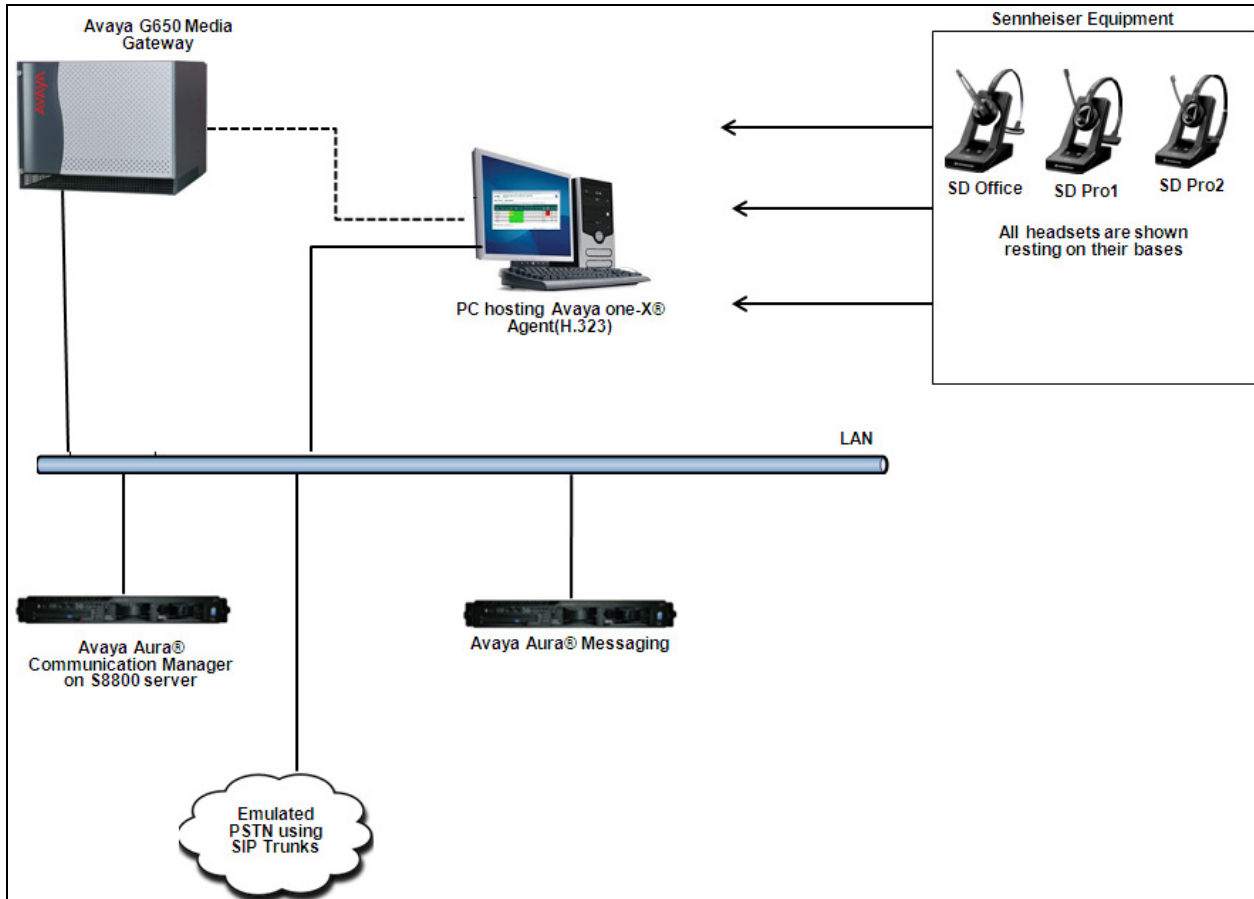 Avaya G650 Media
Gateway
AVAYA
Sennheiser Equipment
SD Office
SD Pro1
SD Pro2
All headsets are shown
resting on their bases
PC hosting Avaya one-X®
Agent(H.323)
LAN
Avaya Aura®
Communication Manager
on S8800 server
Avaya Aura® Messaging
Emulated
PSTN using
SIP Trunks